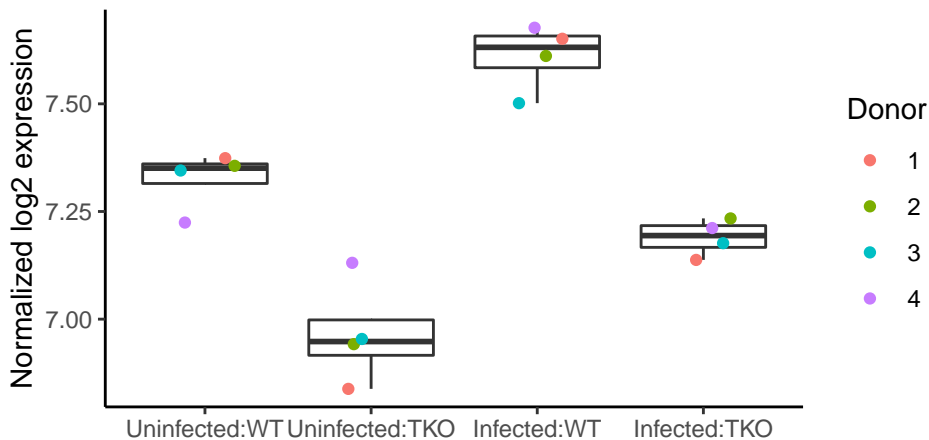 Normalized log2 expression
7.50
7.25
7.00
Uninfected:WT
Uninfected:TKO
Infected:WT
Infected:TKO
Donor
1
2
3
4